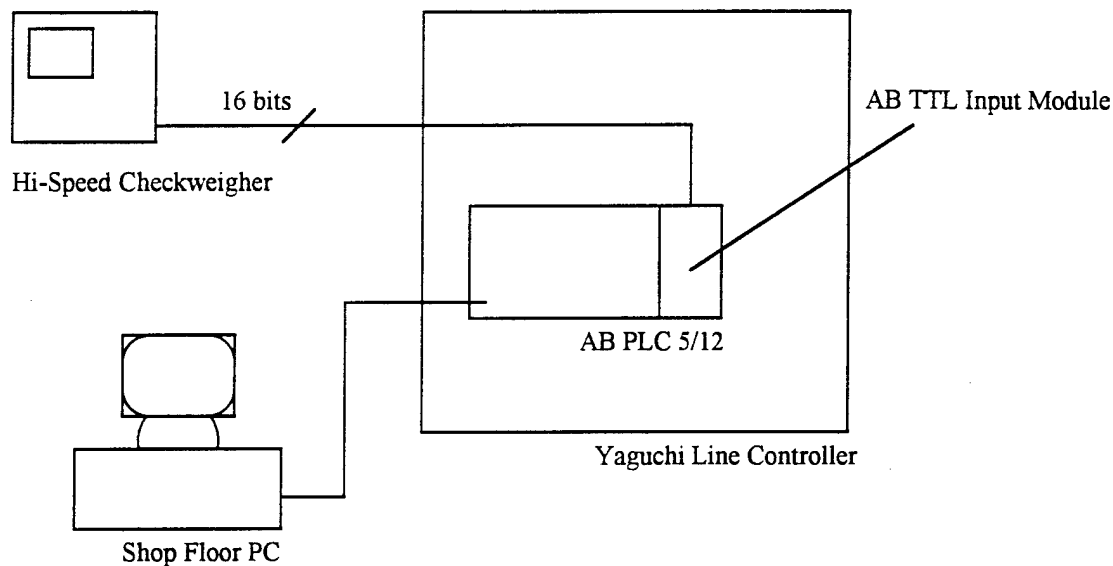 16 bits
AB TTL Input Module
Hi-Speed Checkweigher
AB PLC 5/12
Yaguchi Line Controller
Shop Floor PC